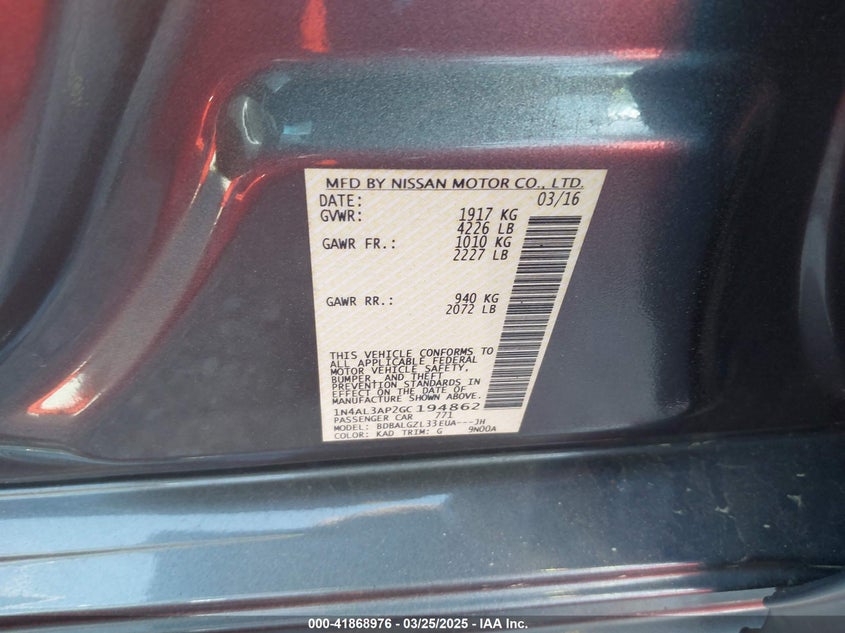 MFD BY NISSAN MOTOR CO., LTD.
DATE: 03/16
GVWR: 1917 KG
4226 LB
GAWR FR.: 1010 KG
2227 LB
GAWR RR.: 940 KG
2072 LB
THIS VEHICLE CONFORMS TO
ALL APPLICABLE FEDERAL
MOTOR VEHICLE SAFETY,
BUMPER, AND THEFT
PREVENTION STANDARDS IN
EFFECT ON THE DATE OF
MANUFACTURE SHOWN ABOVE.
1N4AL3AP2GC194862
PASSENGER CAR 771
MODEL: BDBALGZL33EUA---JH
COLOR: KAD TRIM: G 9N00A
000-41868976 — 03/25/2025 — IAA Inc.